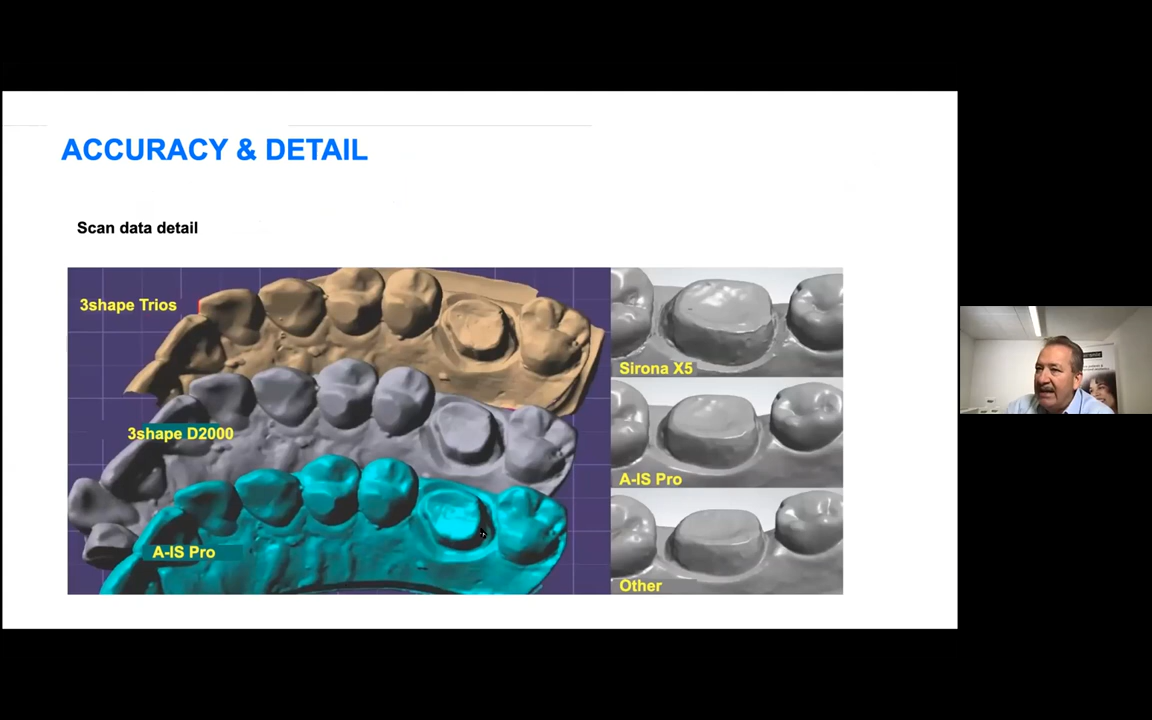 ACCURACY & DETAIL
Scan data detail
3shape Trios
3shape D2000
A-IS Pro
Sirona X5
A-IS Pro
Other